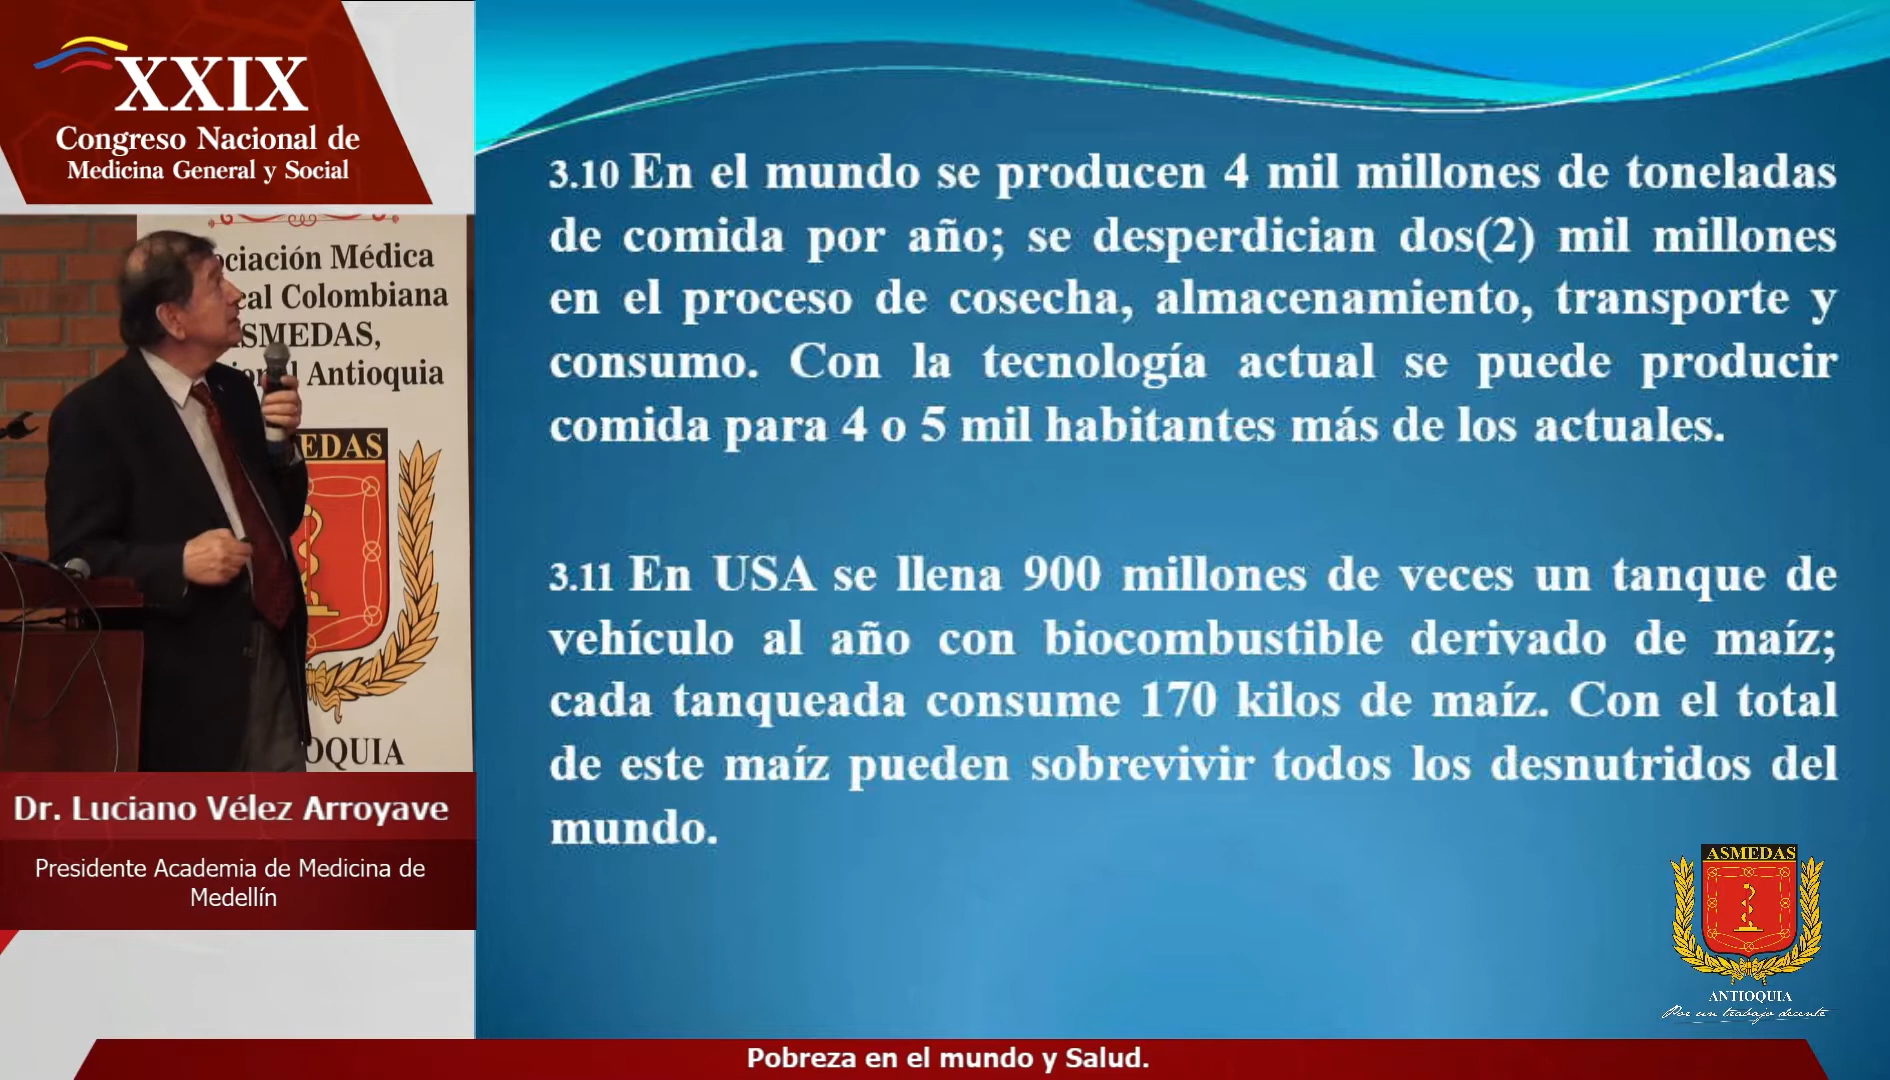 XXIX
Congreso Nacional de
Medicina General y Social
ciación Médica
al Colombiana
SMEDAS,
Antioquia
EDAS
OQUIA
Dr. Luciano Vélez Arroyave
Presidente Academia de Medicina de
Medellín
3.10 En el mundo se producen 4 mil millones de toneladas
de comida por año; se desperdician dos(2) mil millones
en el proceso de cosecha, almacenamiento, transporte y
consumo. Con la tecnología actual se puede producir
comida para 4 o 5 mil habitantes más de los actuales.
3.11 En USA se llena 900 millones de veces un tanque de
vehículo al año con biocombustible derivado de maíz;
cada tanqueada consume 170 kilos de maíz. Con el total
de este maíz pueden sobrevivir todos los desnutridos del
mundo.
ASMEDAS
ANTIOQUIA
Por un trabajo decente
Pobreza en el mundo y Salud.